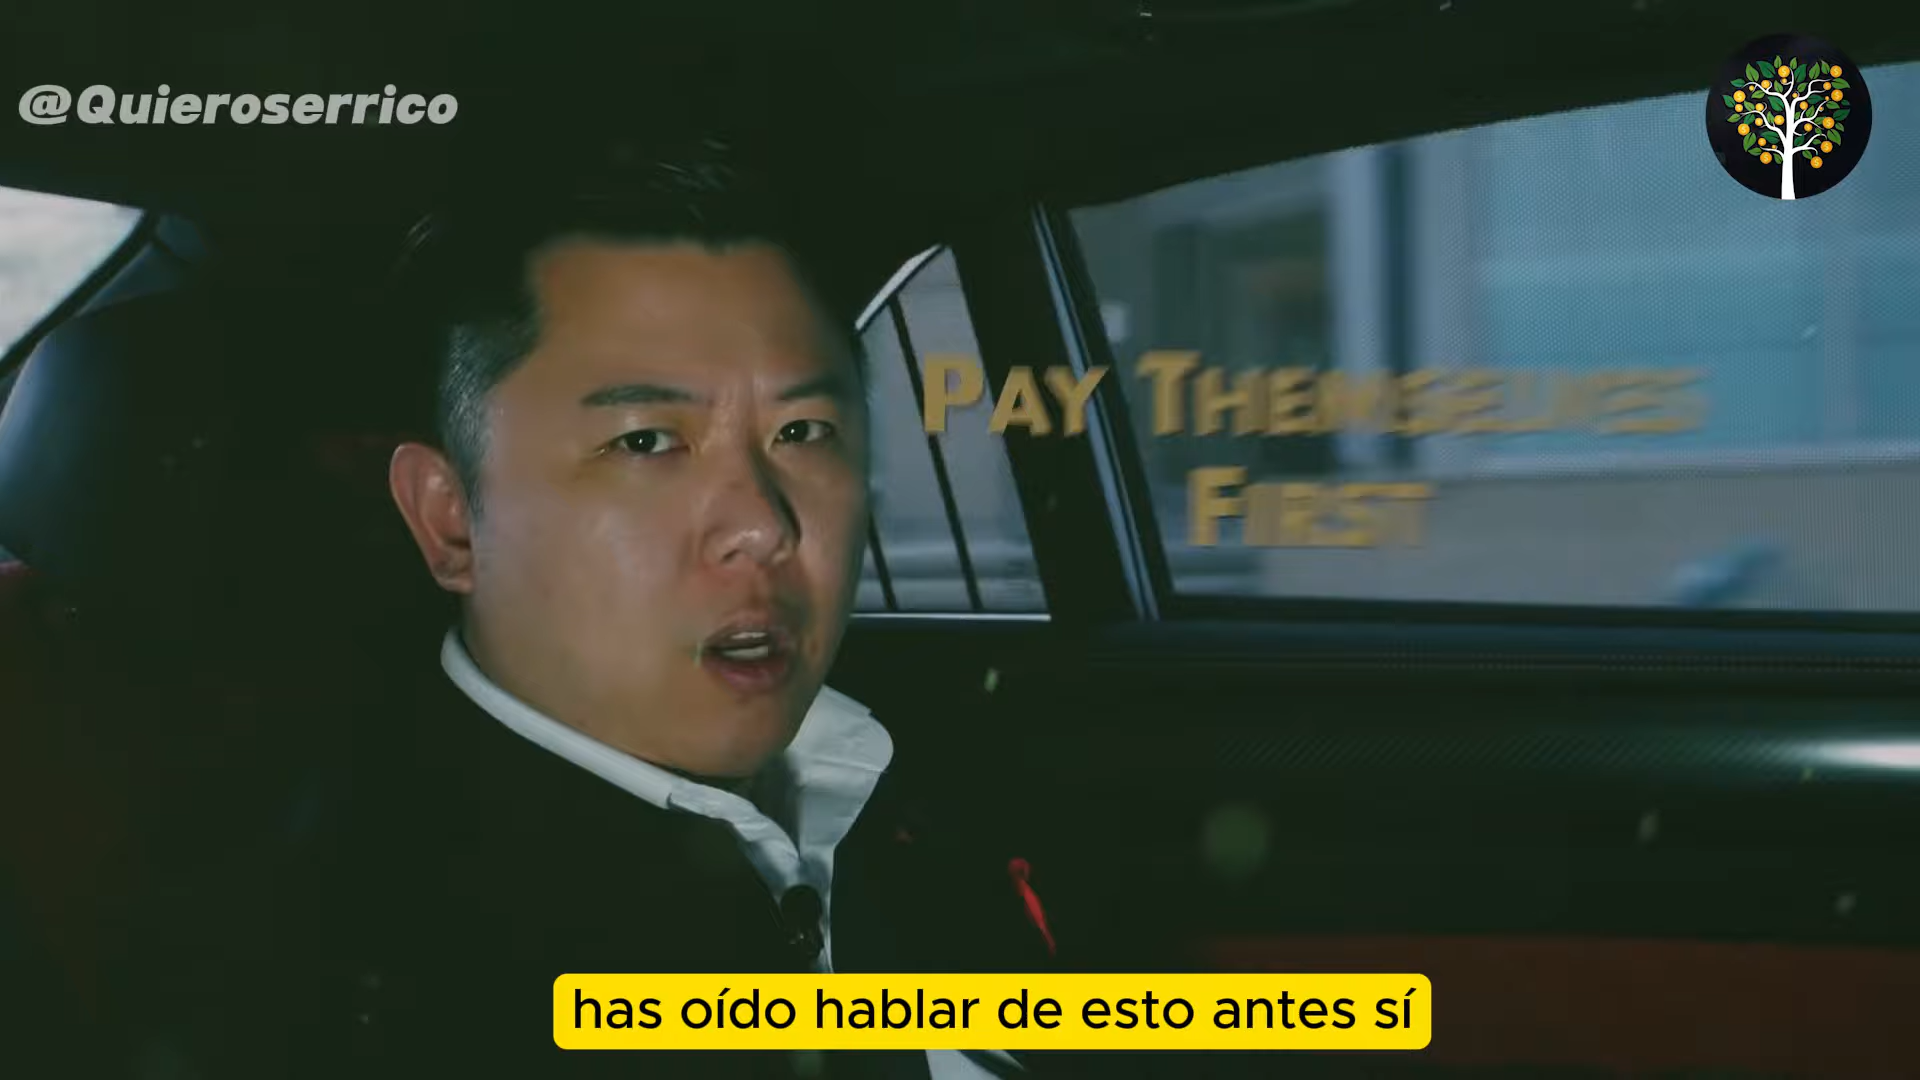 @Quieroserrico
PAY THEMSELVES
FIRST
has oído hablar de esto antes sí